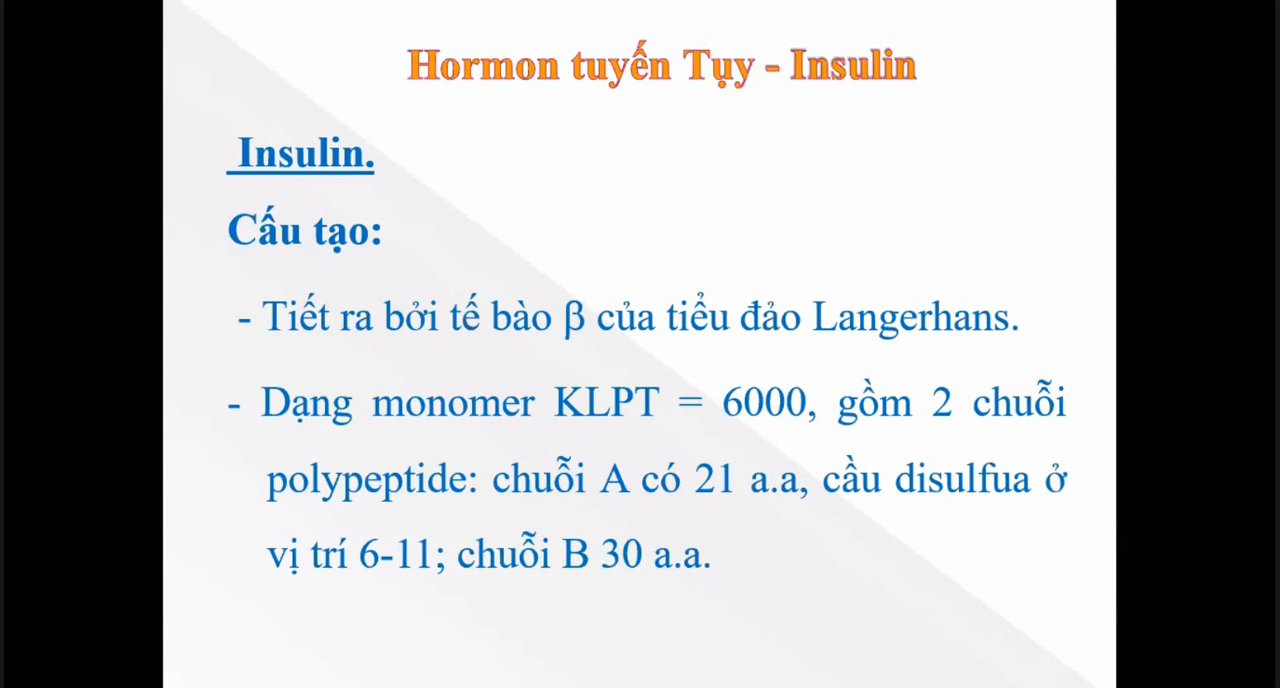 Hormon tuyến Tụy - Insulin
Insulin.
Cấu tạo:
- Tiết ra bởi tế bào β của tiểu đảo Langerhans.
- Dạng monomer KLPT = 6000, gồm 2 chuỗi
polypeptide: chuỗi A có 21 a.a, cầu disulfua ở
vị trí 6-11; chuỗi B 30 a.a.